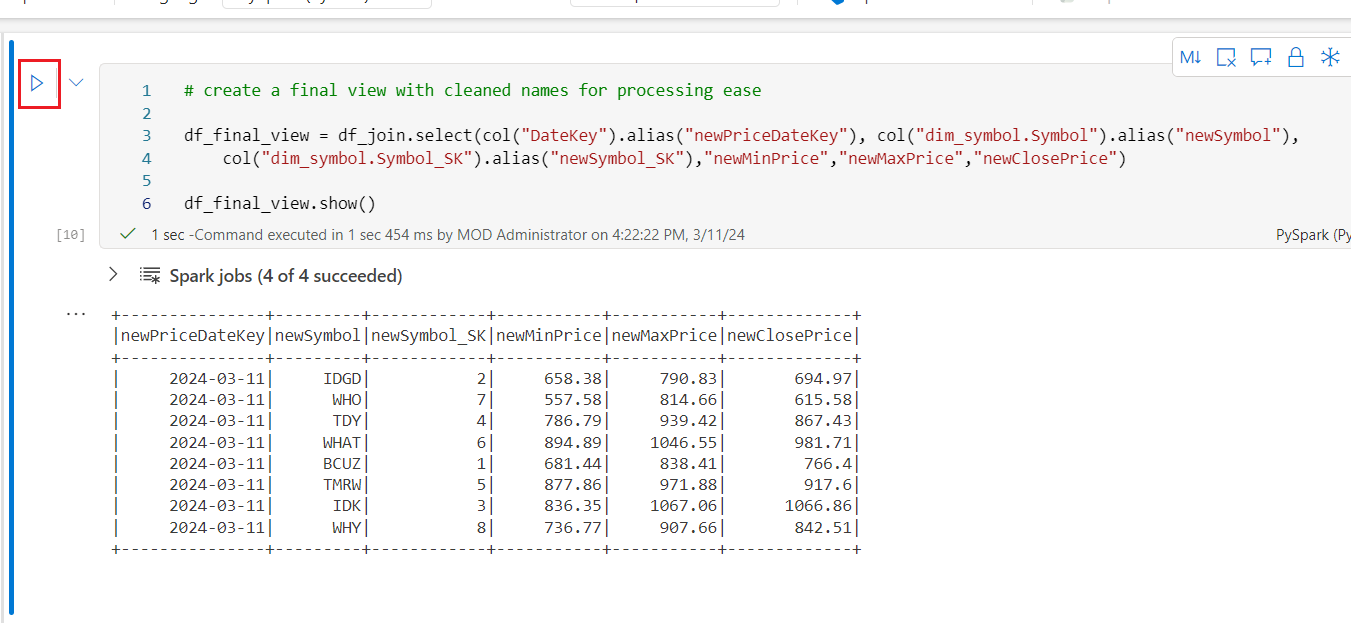 M↓
1 # create a final view with cleaned names for processing ease
2
3 df_final_view = df_join.select(col("DateKey").alias("newPriceDateKey"), col("dim_symbol.Symbol").alias("newSymbol"),
4     col("dim_symbol.Symbol_SK").alias("newSymbol_SK"),"newMinPrice","newMaxPrice","newClosePrice")
5
6 df_final_view.show()
[10] 1 sec -Command executed in 1 sec 454 ms by MOD Administrator on 4:22:22 PM, 3/11/24 PySpark (Py
Spark jobs (4 of 4 succeeded)
...
+---------------+---------+------------+-----------+-----------+-------------+
|newPriceDateKey|newSymbol|newSymbol_SK|newMinPrice|newMaxPrice|newClosePrice|
+---------------+---------+------------+-----------+-----------+-------------+
|     2024-03-11|     IDGD|           2|     658.38|     790.83|       694.97|
|     2024-03-11|      WHO|           7|     557.58|     814.66|       615.58|
|     2024-03-11|      TDY|           4|     786.79|     939.42|       867.43|
|     2024-03-11|     WHAT|           6|     894.89|    1046.55|       981.71|
|     2024-03-11|     BCUZ|           1|     681.44|     838.41|        766.4|
|     2024-03-11|     TMRW|           5|     877.86|     971.88|        917.6|
|     2024-03-11|      IDK|           3|     836.35|    1067.06|      1066.86|
|     2024-03-11|      WHY|           8|     736.77|     907.66|       842.51|
+---------------+---------+------------+-----------+-----------+-------------+